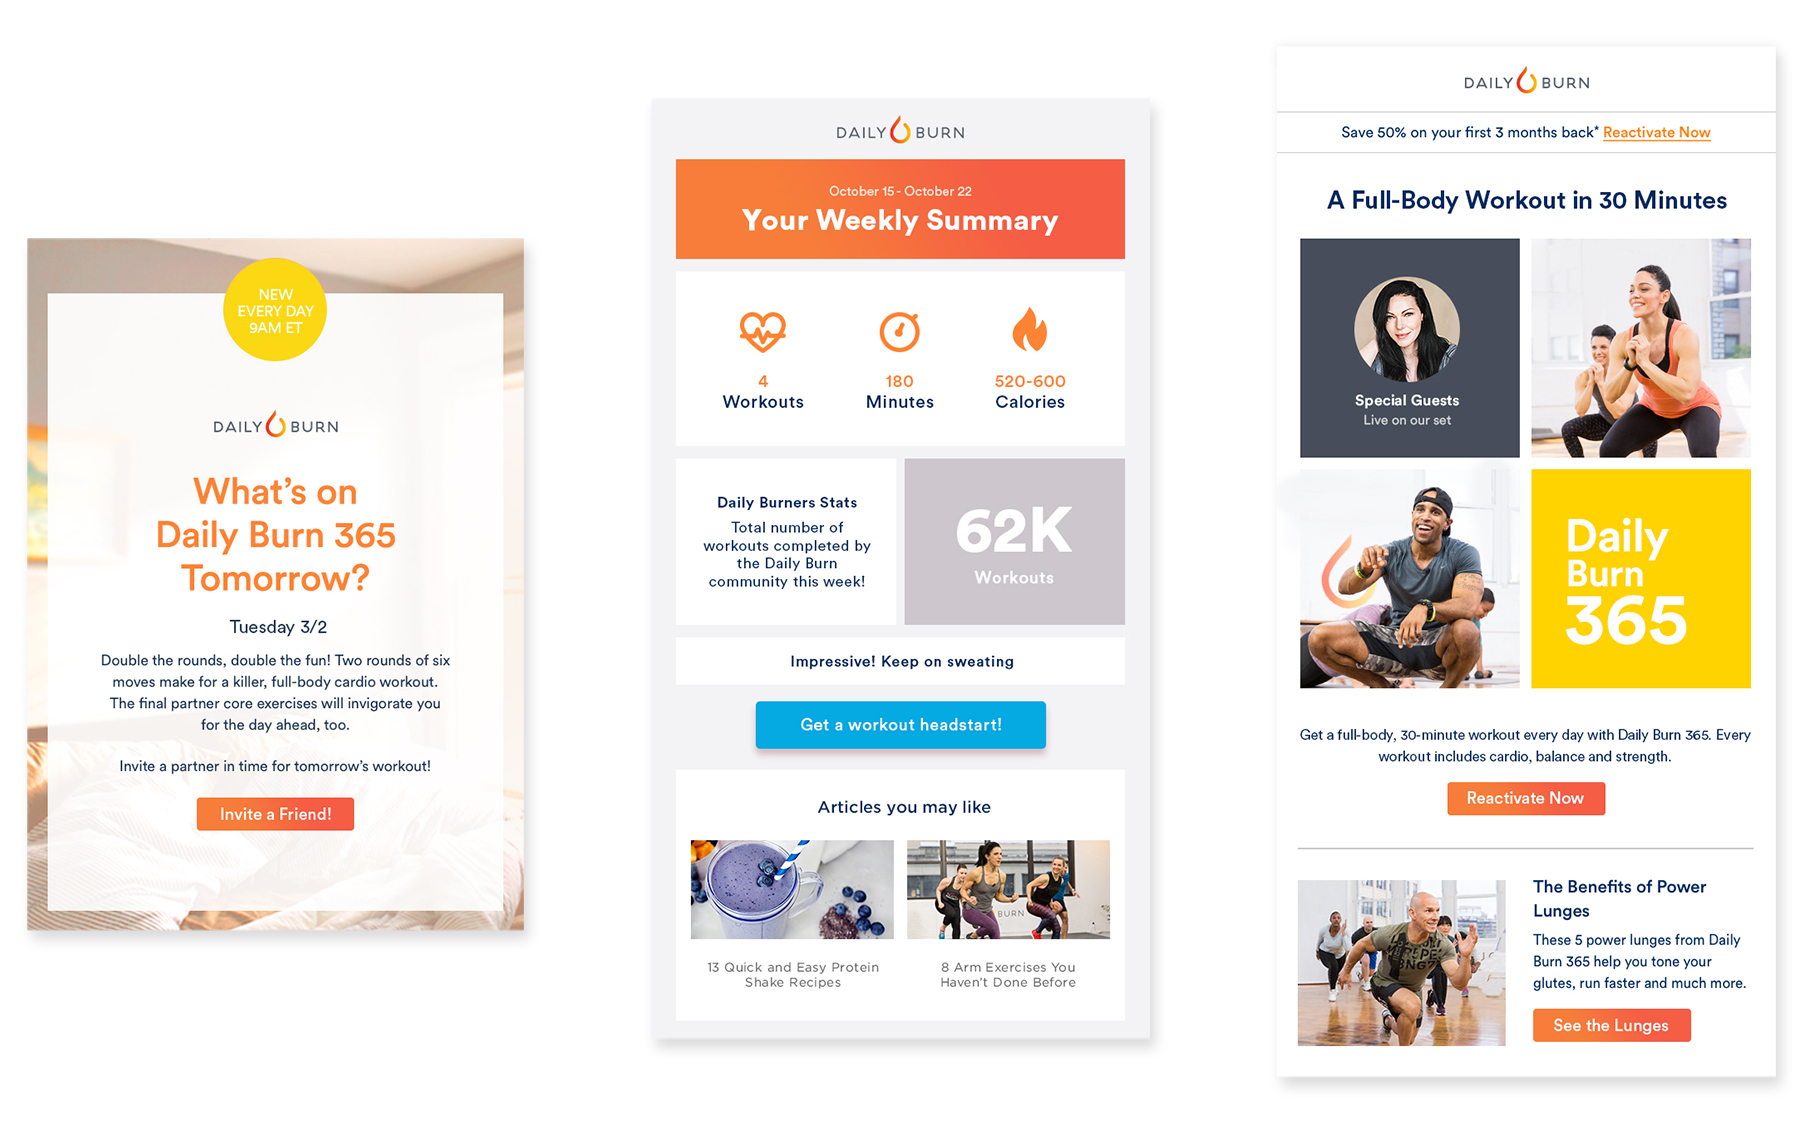 NEW
EVERY DAY
9AM ET
DAILY BURN
What's on
Daily Burn 365
Tomorrow?
Tuesday 3/2
Double the rounds, double the fun! Two rounds of six
moves make for a killer, full-body cardio workout.
The final partner core exercises will invigorate you
for the day ahead, too.
Invite a partner in time for tomorrow's workout!
Invite a Friend!
DAILY BURN
October 15 - October 22
Your Weekly Summary
4
Workouts
180
Minutes
520-600
Calories
Daily Burners Stats
Total number of
workouts completed by
the Daily Burn
community this week!
62K
Workouts
Impressive! Keep on sweating
Get a workout headstart!
Articles you may like
BURN
13 Quick and Easy Protein
Shake Recipes
8 Arm Exercises You
Haven't Done Before
DAILY BURN
Save 50% on your first 3 months back* Reactivate Now
A Full-Body Workout in 30 Minutes
Special Guests
Live on our set
Daily
Burn
365
Get a full-body, 30-minute workout every day with Daily Burn 365. Every
workout includes cardio, balance and strength.
Reactivate Now
The Benefits of Power
Lunges
These 5 power lunges from Daily
Burn 365 help you tone your
glutes, run faster and much more.
See the Lunges